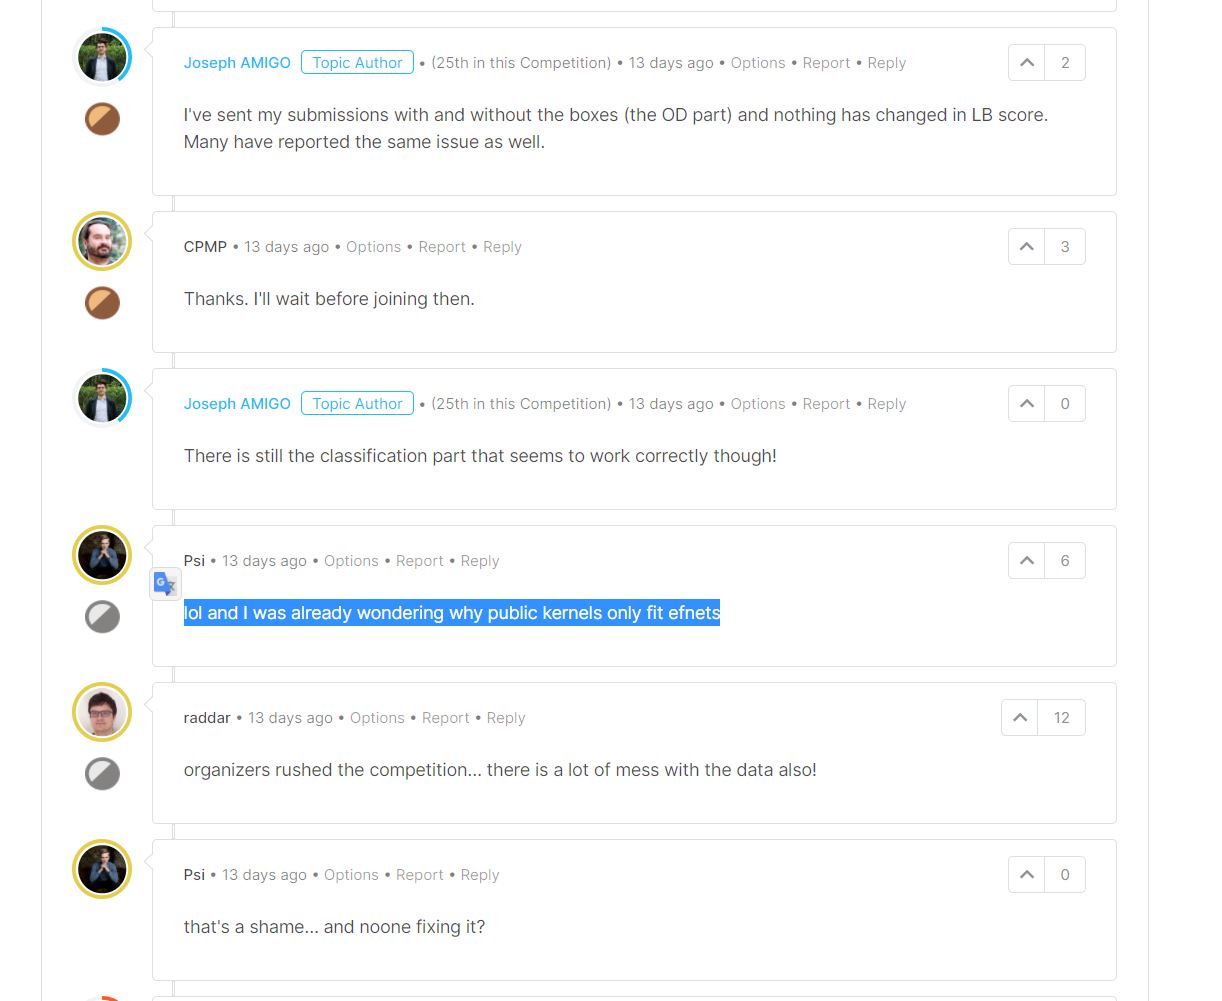 Joseph AMIGO Topic Author • (25th in this Competition) • 13 days ago • Options • Report • Reply 2
I've sent my submissions with and without the boxes (the OD part) and nothing has changed in LB score.
Many have reported the same issue as well.
CPMP • 13 days ago • Options • Report • Reply 3
Thanks. I'll wait before joining then.
Joseph AMIGO Topic Author • (25th in this Competition) • 13 days ago • Options • Report • Reply 0
There is still the classification part that seems to work correctly though!
Psi • 13 days ago • Options • Report • Reply 6
lol and I was already wondering why public kernels only fit efnets
raddar • 13 days ago • Options • Report • Reply 12
organizers rushed the competition... there is a lot of mess with the data also!
Psi • 13 days ago • Options • Report • Reply 0
that's a shame... and noone fixing it?